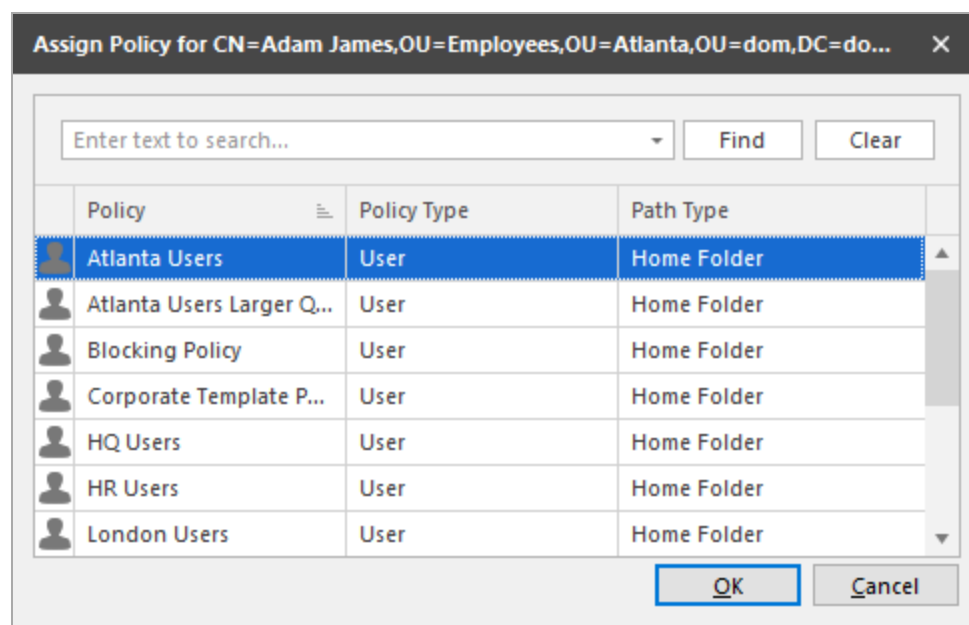 Assign Policy for CN=Adam James,OU=Employees,OU=Atlanta,OU=dom,DC=do...
Enter text to search... Find Clear
Policy Policy Type Path Type
Atlanta Users User Home Folder
Atlanta Users Larger Q... User Home Folder
Blocking Policy User Home Folder
Corporate Template P... User Home Folder
HQ Users User Home Folder
HR Users User Home Folder
London Users User Home Folder
OK Cancel